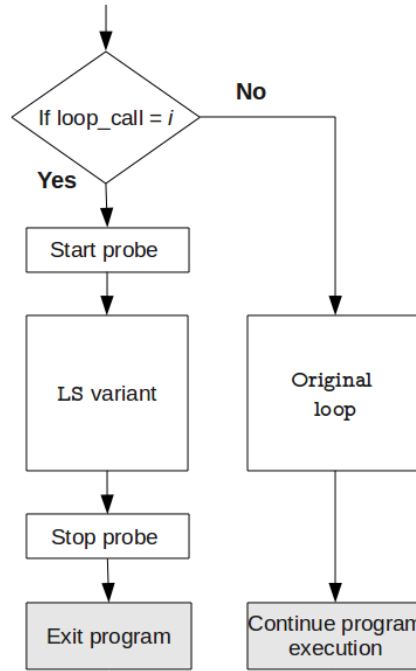 If loop_call = i
No
Yes
Start probe
LS variant
Original
loop
Stop probe
Exit program
Continue program
execution